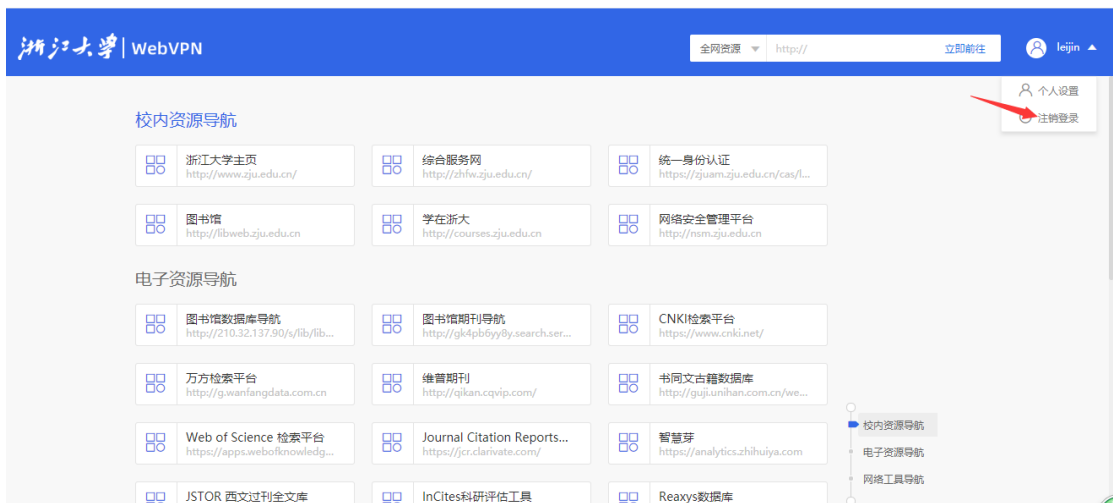 浙江大学 | WebVPN
全网资源 http:// 立即前往 leijin
个人设置
注销登录
校内资源导航
浙江大学主页
http://www.zju.edu.cn/
综合服务网
http://zhfw.zju.edu.cn/
统一身份认证
https://zjuam.zju.edu.cn/cas/l...
图书馆
http://libweb.zju.edu.cn
学在浙大
http://courses.zju.edu.cn
网络安全管理平台
http://nsm.zju.edu.cn
电子资源导航
图书馆数据库导航
http://210.32.137.90/s/lib/lib...
图书馆期刊导航
http://gk4pb6yy8y.search.ser...
CNKI检索平台
https://www.cnki.net/
万方检索平台
http://g.wanfangdata.com.cn
维普期刊
http://qikan.cqvip.com/
书同文古籍数据库
http://guji.unihan.com.cn/we...
Web of Science 检索平台
https://apps.webofknowledg...
Journal Citation Reports...
https://jcr.clarivate.com/
智慧芽
https://analytics.zhihuiya.com
JSTOR 西文过刊全文库
InCites科研评估工具
Reaxys数据库
校内资源导航
电子资源导航
网络工具导航